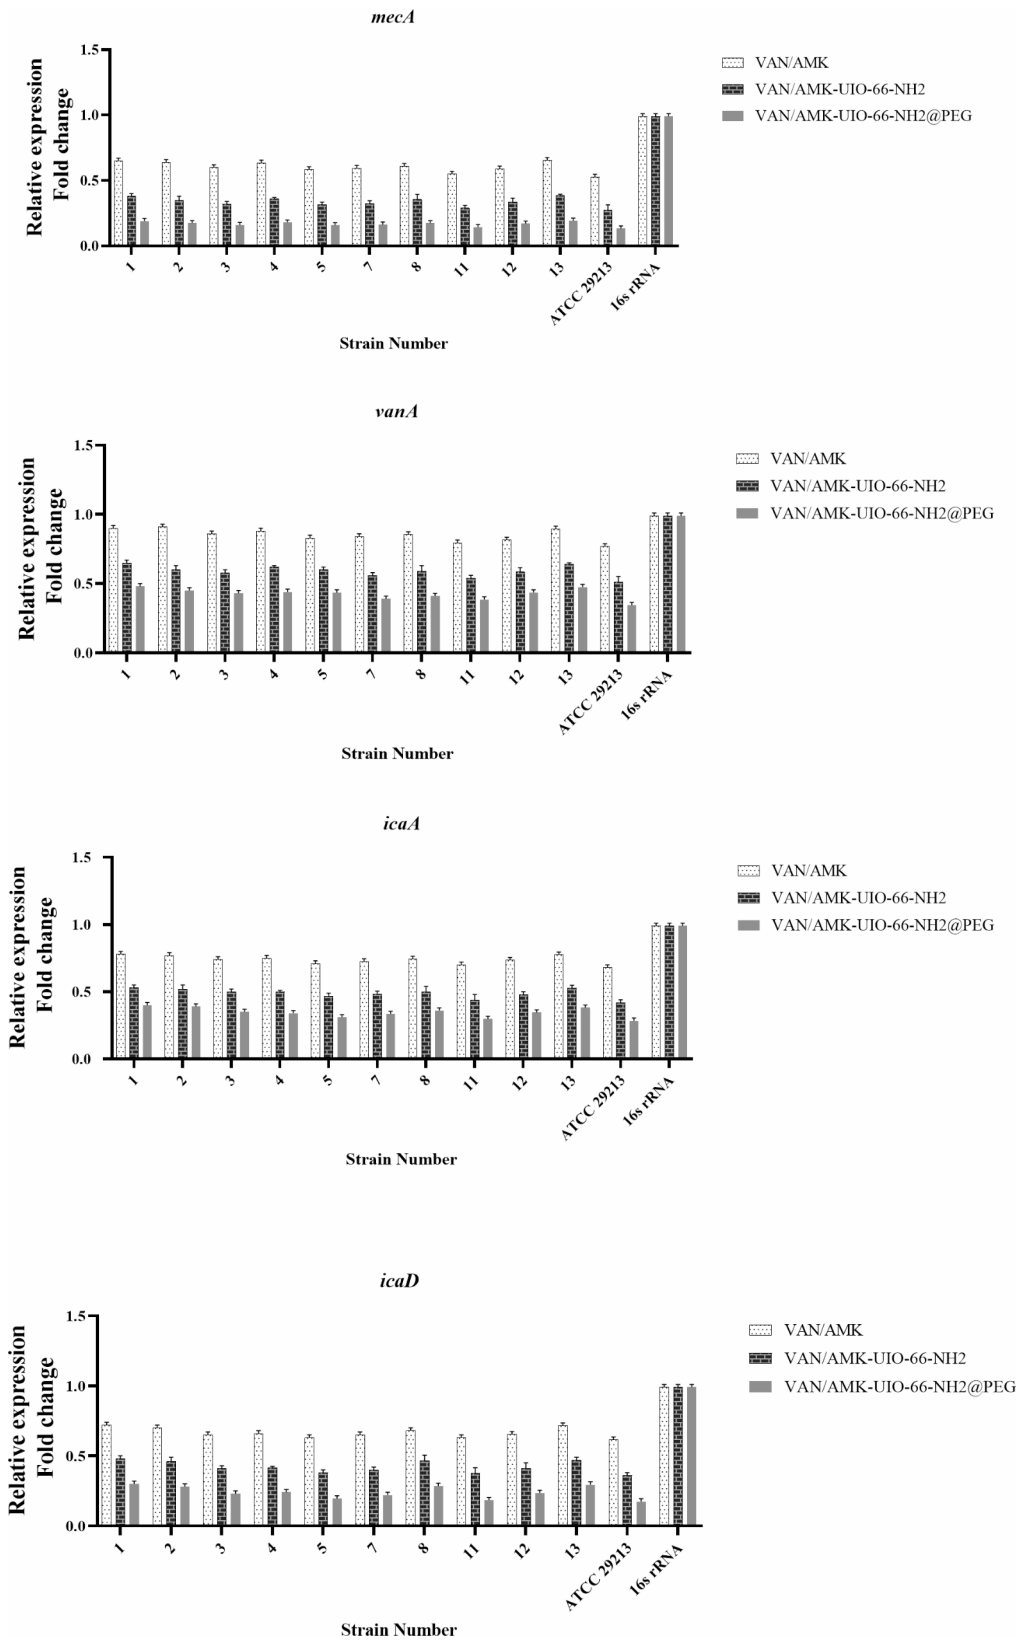 mecA
Relative expression
Fold change
1.5
1.0
0.5
0.0
1
2
3
4
5
7
8
11
12
13
ATCC 29213
16s rRNA
Strain Number
VAN/AMK
VAN/AMK-UIO-66-NH2
VAN/AMK-UIO-66-NH2@PEG
vanA
Relative expression
Fold change
1.5
1.0
0.5
0.0
1
2
3
4
5
7
8
11
12
13
ATCC 29213
16s rRNA
Strain Number
VAN/AMK
VAN/AMK-UIO-66-NH2
VAN/AMK-UIO-66-NH2@PEG
icaA
Relative expression
Fold change
1.5
1.0
0.5
0.0
1
2
3
4
5
7
8
11
12
13
ATCC 29213
16s rRNA
Strain Number
VAN/AMK
VAN/AMK-UIO-66-NH2
VAN/AMK-UIO-66-NH2@PEG
icaD
Relative expression
Fold change
1.5
1.0
0.5
0.0
1
2
3
4
5
7
8
11
12
13
ATCC 29213
16s rRNA
Strain Number
VAN/AMK
VAN/AMK-UIO-66-NH2
VAN/AMK-UIO-66-NH2@PEG